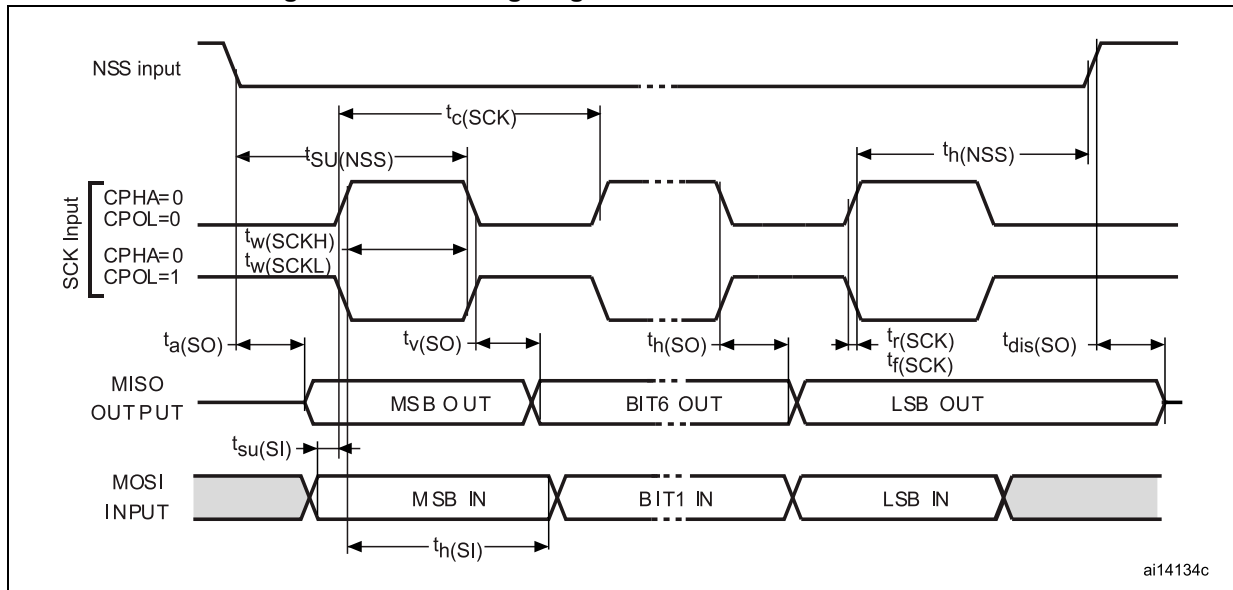 NSS input
tc(SCK)
tSU(NSS)
th(NSS)
SCK Input
CPHA=0
CPOL=0
tw(SCKH)
CPHA=0
tw(SCKL)
CPOL=1
ta(SO)
tv(SO)
th(SO)
tr(SCK)
tf(SCK)
tdis(SO)
MISO
OUTPUT
MSB OUT
BIT6 OUT
LSB OUT
tsu(SI)
MOSI
INPUT
MSB IN
BIT1 IN
LSB IN
th(SI)
ai14134c